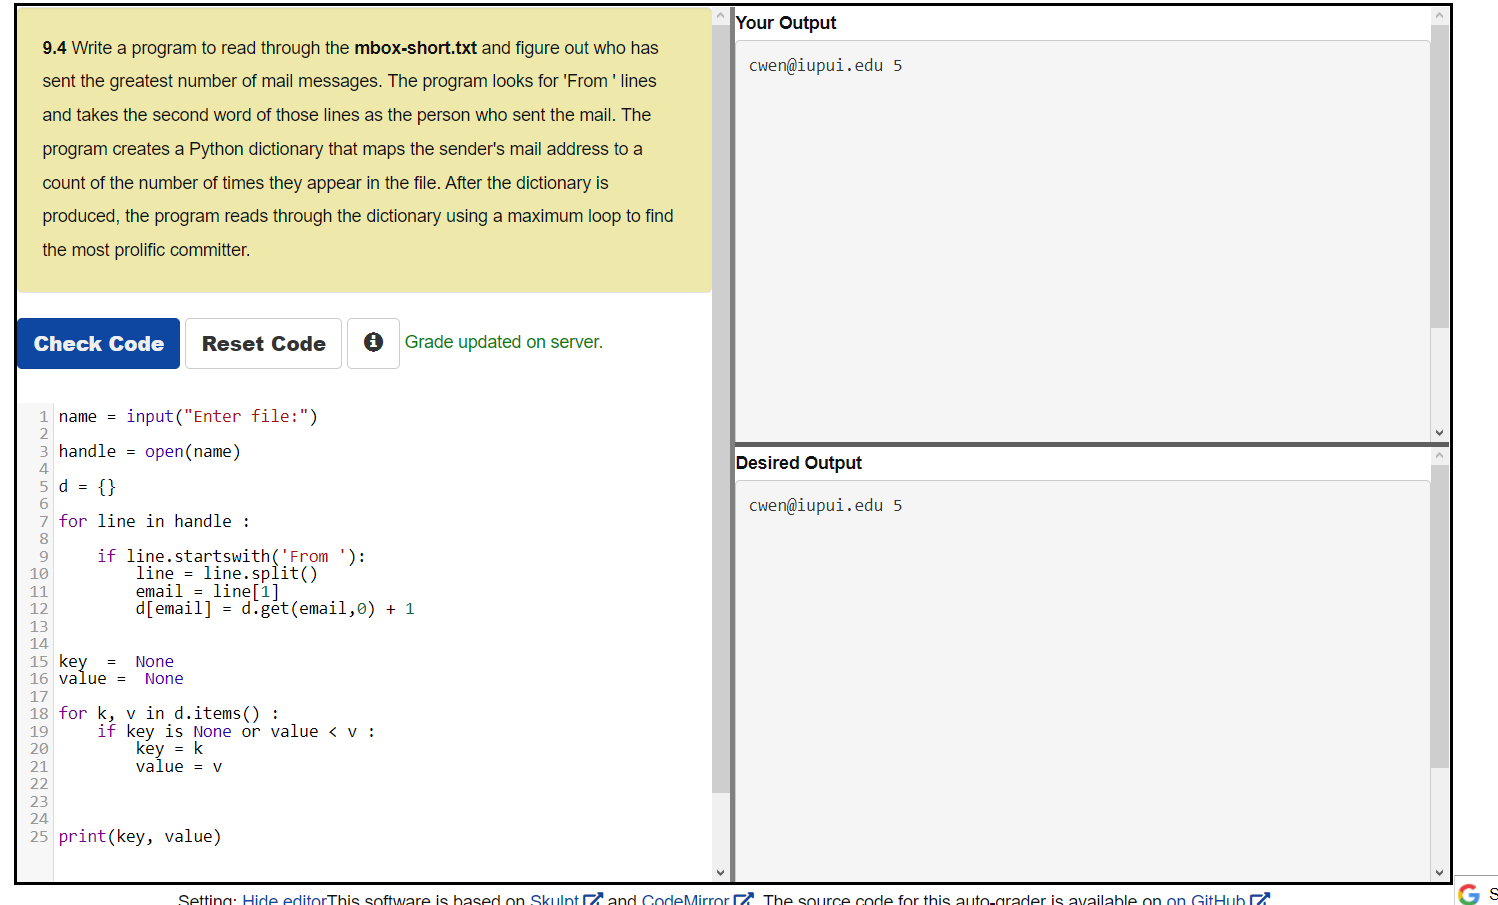 9.4 Write a program to read through the mbox-short.txt and figure out who has
sent the greatest number of mail messages. The program looks for 'From ' lines
and takes the second word of those lines as the person who sent the mail. The
program creates a Python dictionary that maps the sender's mail address to a
count of the number of times they appear in the file. After the dictionary is
produced, the program reads through the dictionary using a maximum loop to find
the most prolific committer.
Check Code
Reset Code
Grade updated on server.
1 name = input("Enter file:")
2
3 handle = open(name)
4
5 d = {}
6
7 for line in handle :
8
9     if line.startswith('From '):
10         line = line.split()
11         email = line[1]
12         d[email] = d.get(email,0) + 1
13
14
15 key  =  None
16 value =  None
17
18 for k, v in d.items() :
19     if key is None or value < v :
20         key = k
21         value = v
22
23
24
25 print(key, value)
Your Output
cwen@iupui.edu 5
Desired Output
cwen@iupui.edu 5
Setting: Hide editorThis software is based on Skulpt and CodeMirror. The source code for this auto-grader is available on on GitHub